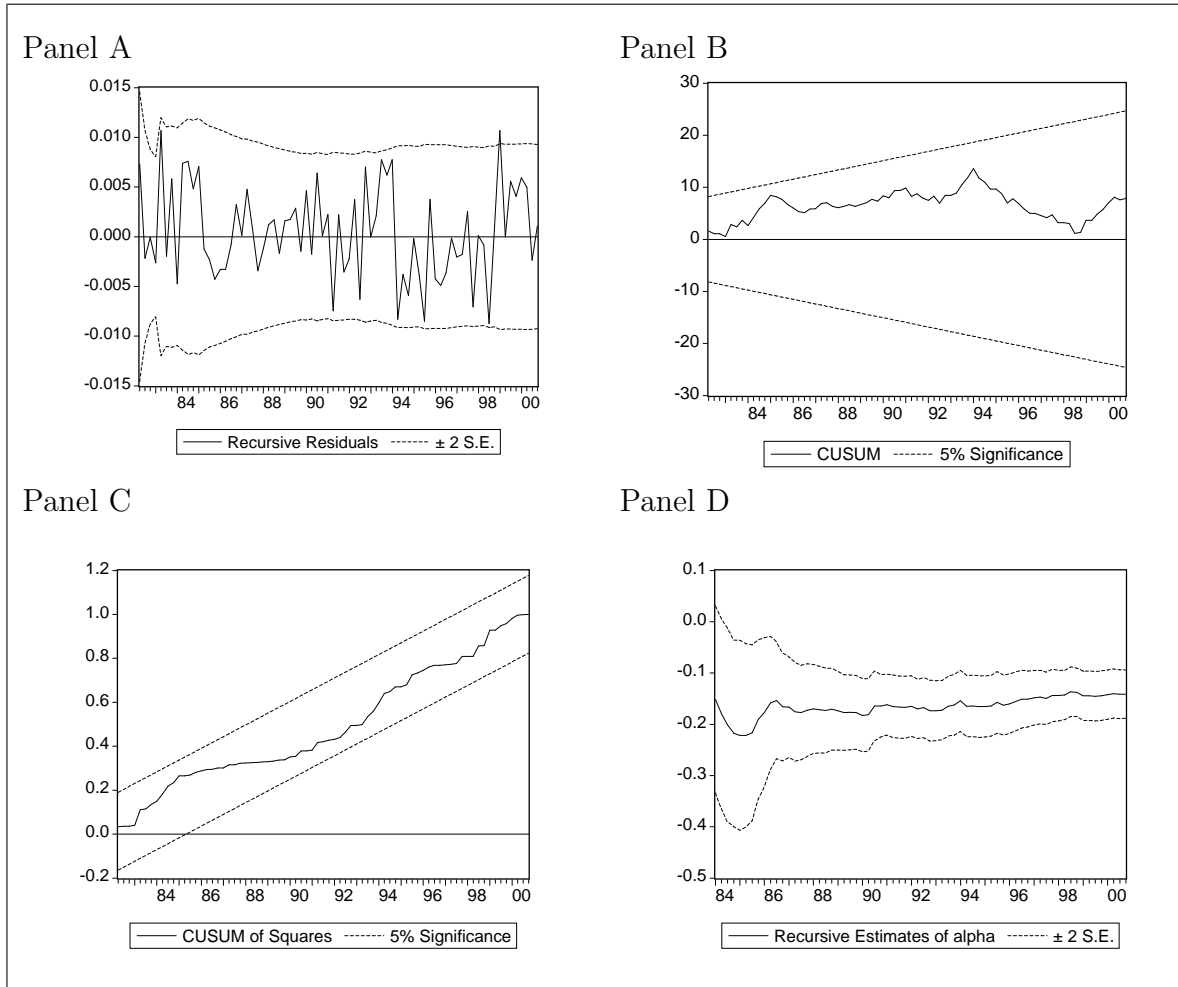 Panel A
0.015
0.010
0.005
0.000
-0.005
-0.010
-0.015
84 86 88 90 92 94 96 98 00
Recursive Residuals ± 2 S.E.
Panel B
30
20
10
0
-10
-20
-30
84 86 88 90 92 94 96 98 00
CUSUM 5% Significance
Panel C
1.2
1.0
0.8
0.6
0.4
0.2
0.0
-0.2
84 86 88 90 92 94 96 98 00
CUSUM of Squares 5% Significance
Panel D
0.1
0.0
-0.1
-0.2
-0.3
-0.4
-0.5
84 86 88 90 92 94 96 98 00
Recursive Estimates of alpha ± 2 S.E.